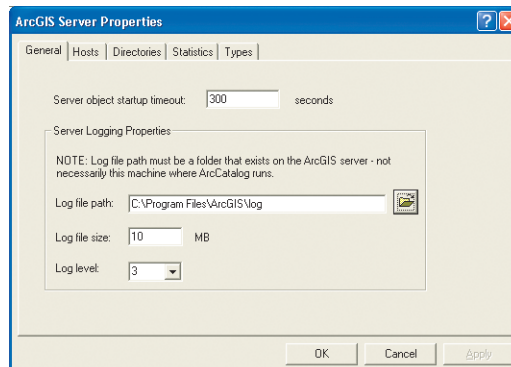 ArcGIS Server Properties
General Hosts Directories Statistics Types
Server object startup timeout: 300 seconds
Server Logging Properties
NOTE: Log file path must be a folder that exists on the ArcGIS server - not
necessarily this machine where ArcCatalog runs.
Log file path: C:\Program Files\ArcGIS\log
Log file size: 10 MB
Log level: 3
OK Cancel Apply